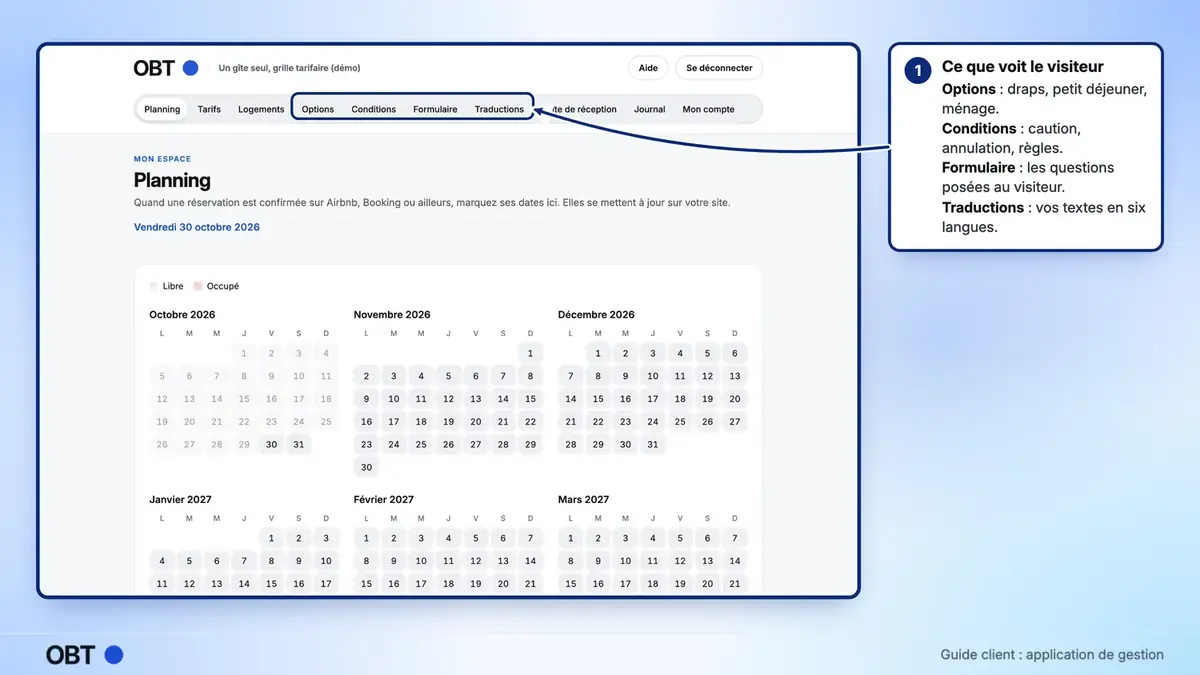 OBT
Un gîte seul, grille tarifaire (démo)
Aide
Se déconnecter
Planning Tarifs Logements Options Conditions Formulaire Traductions de réception Journal Mon compte
MON ESPACE
Planning
Quand une réservation est confirmée sur Airbnb, Booking ou ailleurs, marquez ses dates ici. Elles se mettent à jour sur votre site.
Vendredi 30 octobre 2026
Libre Occupé
Octobre 2026
L M M J V S D
1 2 3 4
5 6 7 8 9 10 11
12 13 14 15 16 17 18
19 20 21 22 23 24 25
26 27 28 29 30 31
Novembre 2026
L M M J V S D
1
2 3 4 5 6 7 8
9 10 11 12 13 14 15
16 17 18 19 20 21 22
23 24 25 26 27 28 29
30
Décembre 2026
L M M J V S D
1 2 3 4 5 6
7 8 9 10 11 12 13
14 15 16 17 18 19 20
21 22 23 24 25 26 27
28 29 30 31
Janvier 2027
L M M J V S D
1 2 3
4 5 6 7 8 9 10
11 12 13 14 15 16 17
Février 2027
L M M J V S D
1 2 3 4 5 6 7
8 9 10 11 12 13 14
15 16 17 18 19 20 21
Mars 2027
L M M J V S D
1 2 3 4 5 6 7
8 9 10 11 12 13 14
15 16 17 18 19 20 21
1
Ce que voit le visiteur
Options : draps, petit déjeuner,
ménage.
Conditions : caution,
annulation, règles.
Formulaire : les questions
posées au visiteur.
Traductions : vos textes en six
langues.
OBT
Guide client : application de gestion